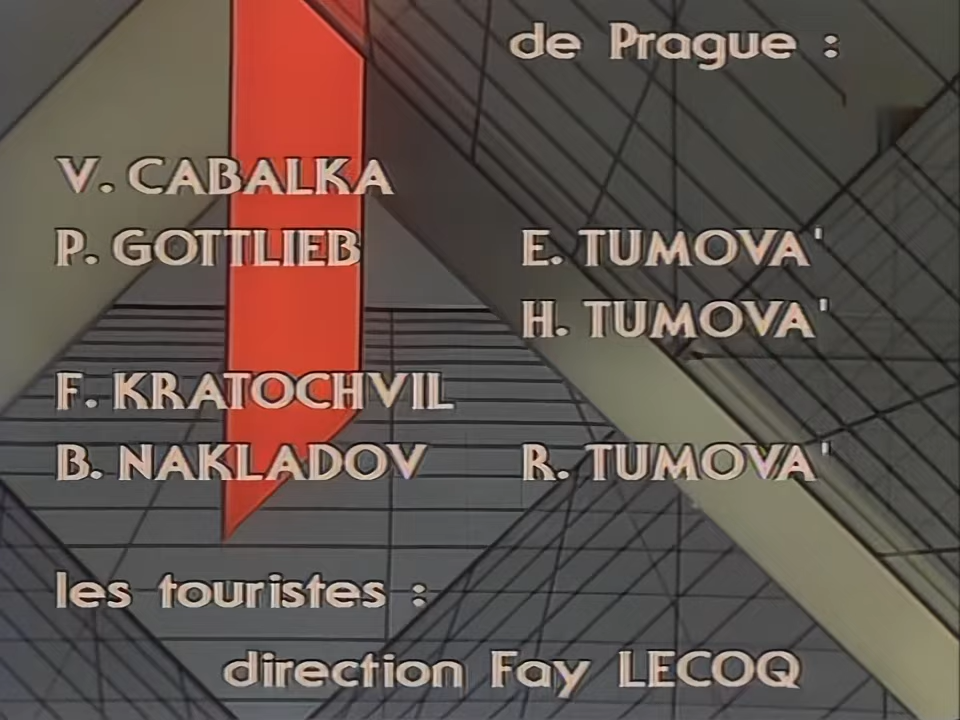 de Prague :
V. CABALKA
P. GOTTLIEB E. TUMOVA'
H. TUMOVA'
F. KRATOCHVIL
B. NAKLADOV R. TUMOVA'
les touristes :
direction Fay LECOQ